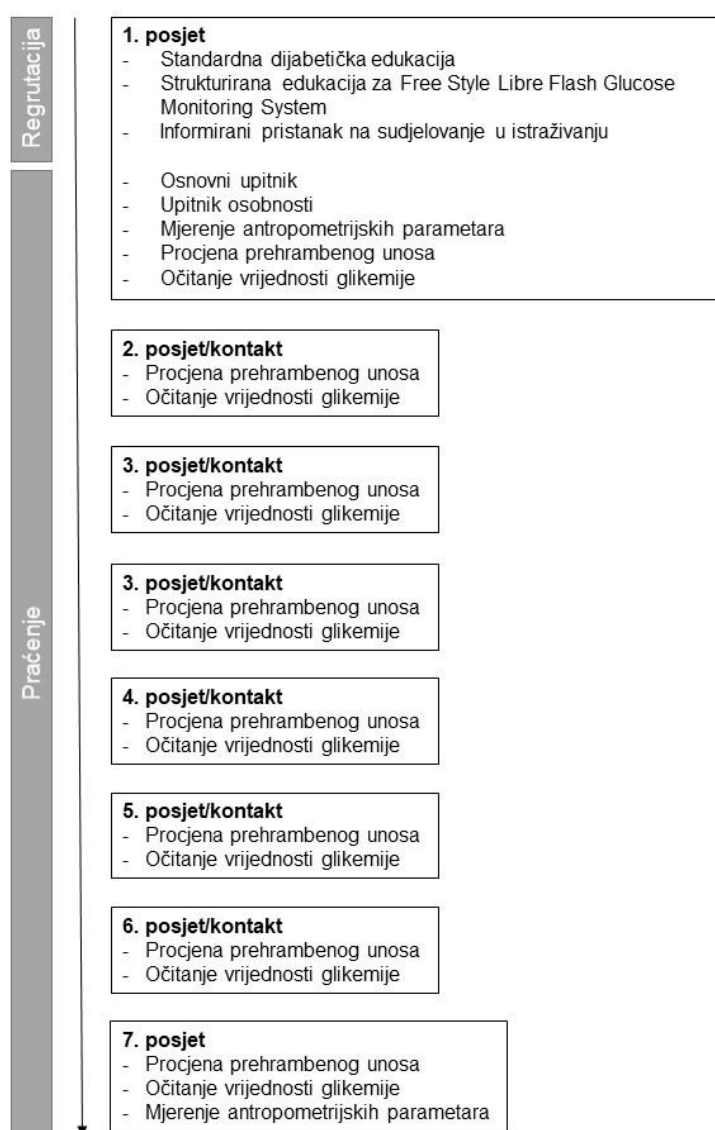 Regrutacija
1. posjet
- Standardna dijabetička edukacija
- Strukturirana edukacija za Free Style Libre Flash Glucose
Monitoring System
- Informirani pristanak na sudjelovanje u istraživanju
- Osnovni upitnik
- Upitnik osobnosti
- Mjerenje antropometrijskih parametara
- Procjena prehrambenog unosa
- Očitanje vrijednosti glikemije
Praćenje
2. posjet/kontakt
- Procjena prehrambenog unosa
- Očitanje vrijednosti glikemije
3. posjet/kontakt
- Procjena prehrambenog unosa
- Očitanje vrijednosti glikemije
3. posjet/kontakt
- Procjena prehrambenog unosa
- Očitanje vrijednosti glikemije
4. posjet/kontakt
- Procjena prehrambenog unosa
- Očitanje vrijednosti glikemije
5. posjet/kontakt
- Procjena prehrambenog unosa
- Očitanje vrijednosti glikemije
6. posjet/kontakt
- Procjena prehrambenog unosa
- Očitanje vrijednosti glikemije
7. posjet
- Procjena prehrambenog unosa
- Očitanje vrijednosti glikemije
- Mjerenje antropometrijskih parametara